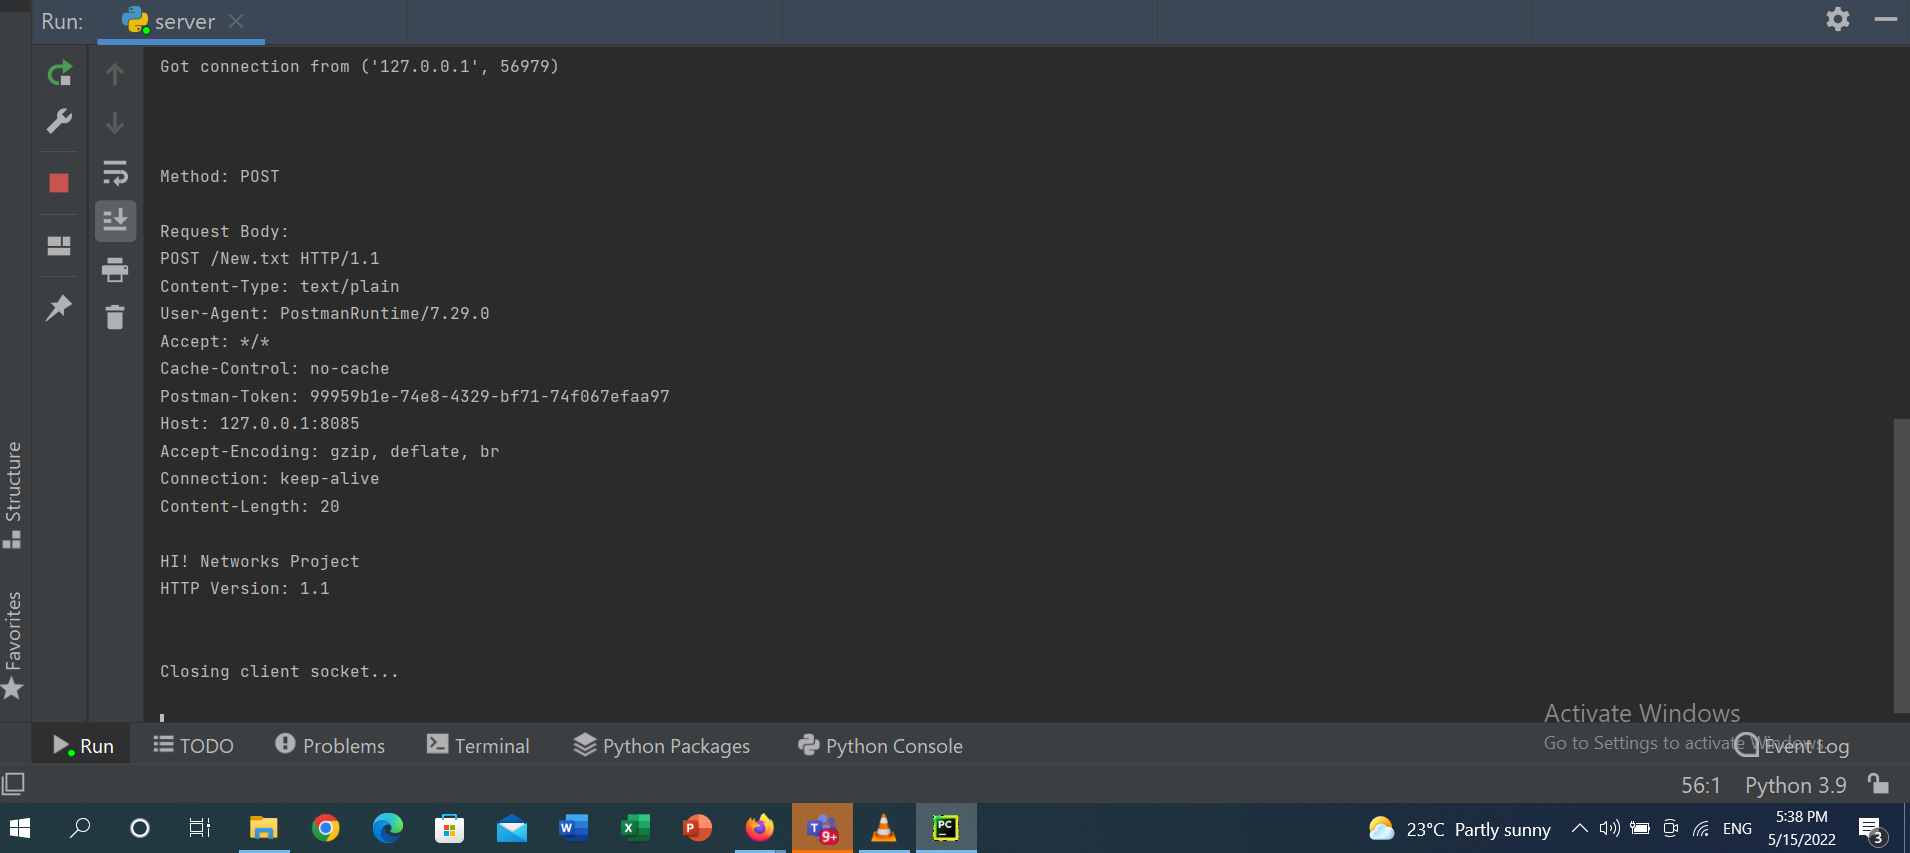 Run: server
Got connection from ('127.0.0.1', 56979)
Method: POST
Request Body:
POST /New.txt HTTP/1.1
Content-Type: text/plain
User-Agent: PostmanRuntime/7.29.0
Accept: */*
Cache-Control: no-cache
Postman-Token: 99959b1e-74e8-4329-bf71-74f067efaa97
Host: 127.0.0.1:8085
Accept-Encoding: gzip, deflate, br
Connection: keep-alive
Content-Length: 20
HI! Networks Project
HTTP Version: 1.1
Closing client socket...
Structure
Favorites
Activate Windows
Go to Settings to activate Windows.
Run TODO Problems Terminal Python Packages Python Console Event Log
56:1 Python 3.9
W X P T 9+ PC
23°C Partly sunny ENG
5:38 PM
5/15/2022
3